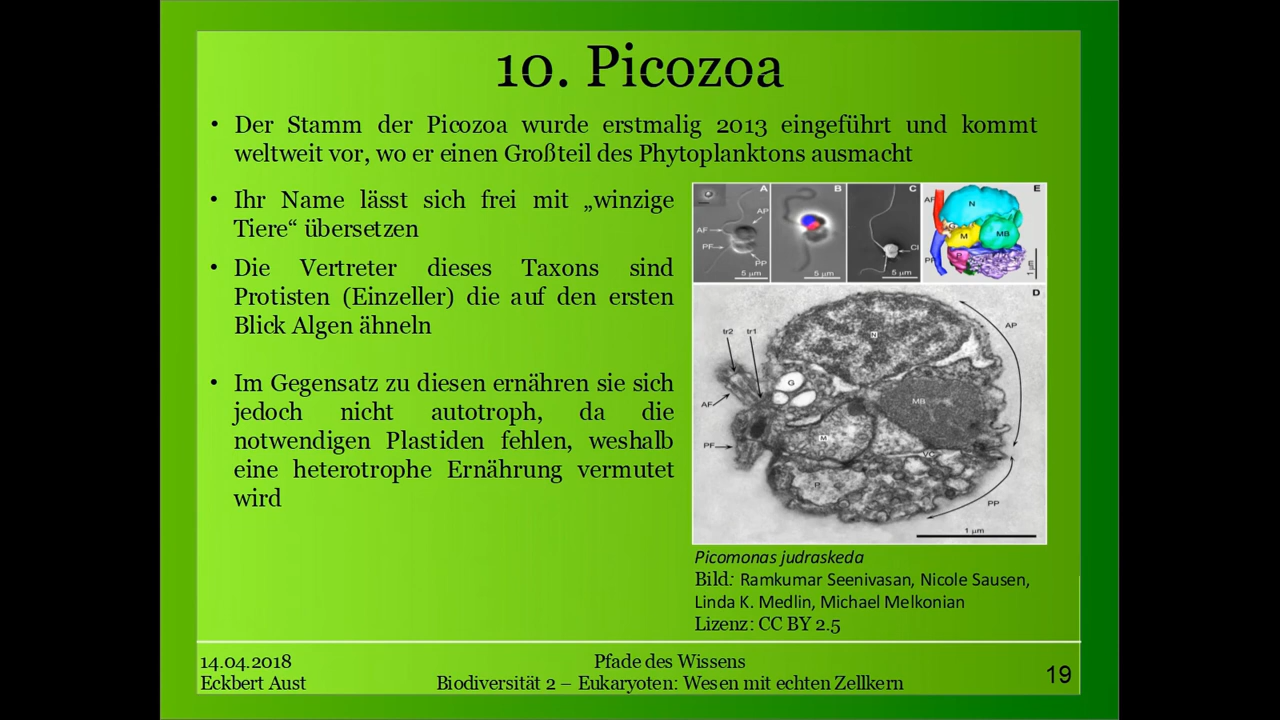 10. Picozoa
• Der Stamm der Picozoa wurde erstmalig 2013 eingeführt und kommt
weltweit vor, wo er einen Großteil des Phytoplanktons ausmacht
• Ihr Name lässt sich frei mit „winzige
Tiere“ übersetzen
• Die Vertreter dieses Taxons sind
Protisten (Einzeller) die auf den ersten
Blick Algen ähneln
• Im Gegensatz zu diesen ernähren sie sich
jedoch nicht autotroph, da die
notwendigen Plastiden fehlen, weshalb
eine heterotrophe Ernährung vermutet
wird
A
AP
AF
PF
PP
5 µm
B
5 µm
C
Cl
5 µm
E
AF
N
G
M
MB
PF
P
1 µm
D
tr2 tr1
N
AP
G
MB
AF
M
PF
VC
P
PP
1 µm
Picomonas judraskeda
Bild: Ramkumar Seenivasan, Nicole Sausen,
Linda K. Medlin, Michael Melkonian
Lizenz: CC BY 2.5
14.04.2018
Eckbert Aust
Pfade des Wissens
Biodiversität 2 – Eukaryoten: Wesen mit echten Zellkern
19